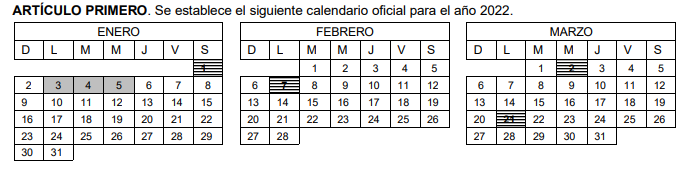 ARTÍCULO PRIMERO. Se establece el siguiente calendario oficial para el año 2022.
ENERO
D L M M J V S
1
2 3 4 5 6 7 8
9 10 11 12 13 14 15
16 17 18 19 20 21 22
23 24 25 26 27 28 29
30 31
FEBRERO
D L M M J V S
1 2 3 4 5
6 7 8 9 10 11 12
13 14 15 16 17 18 19
20 21 22 23 24 25 26
27 28
MARZO
D L M M J V S
1 2 3 4 5
6 7 8 9 10 11 12
13 14 15 16 17 18 19
20 21 22 23 24 25 26
27 28 29 30 31